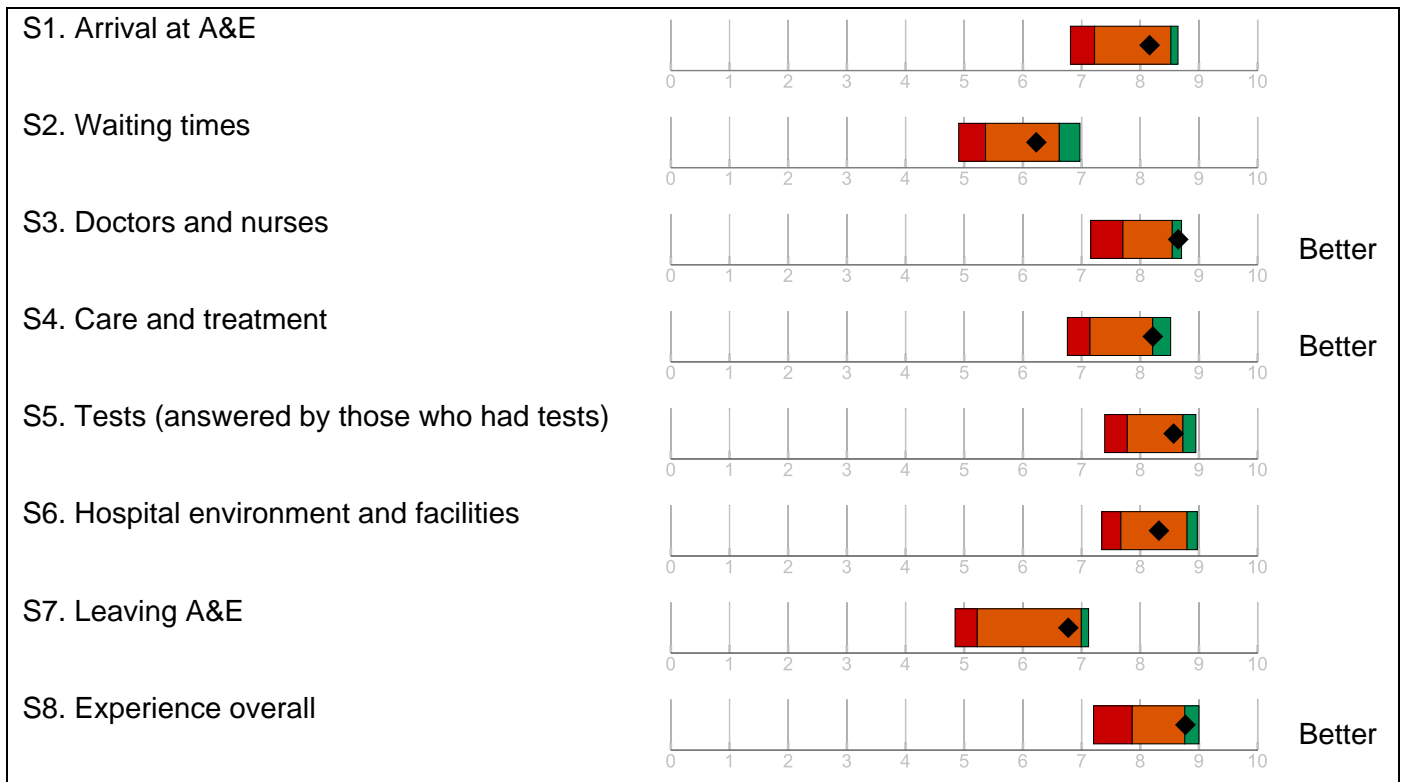 S1. Arrival at A&E
0 1 2 3 4 5 6 7 8 9 10
S2. Waiting times
0 1 2 3 4 5 6 7 8 9 10
S3. Doctors and nurses
Better
0 1 2 3 4 5 6 7 8 9 10
S4. Care and treatment
Better
0 1 2 3 4 5 6 7 8 9 10
S5. Tests (answered by those who had tests)
0 1 2 3 4 5 6 7 8 9 10
S6. Hospital environment and facilities
0 1 2 3 4 5 6 7 8 9 10
S7. Leaving A&E
0 1 2 3 4 5 6 7 8 9 10
S8. Experience overall
Better
0 1 2 3 4 5 6 7 8 9 10